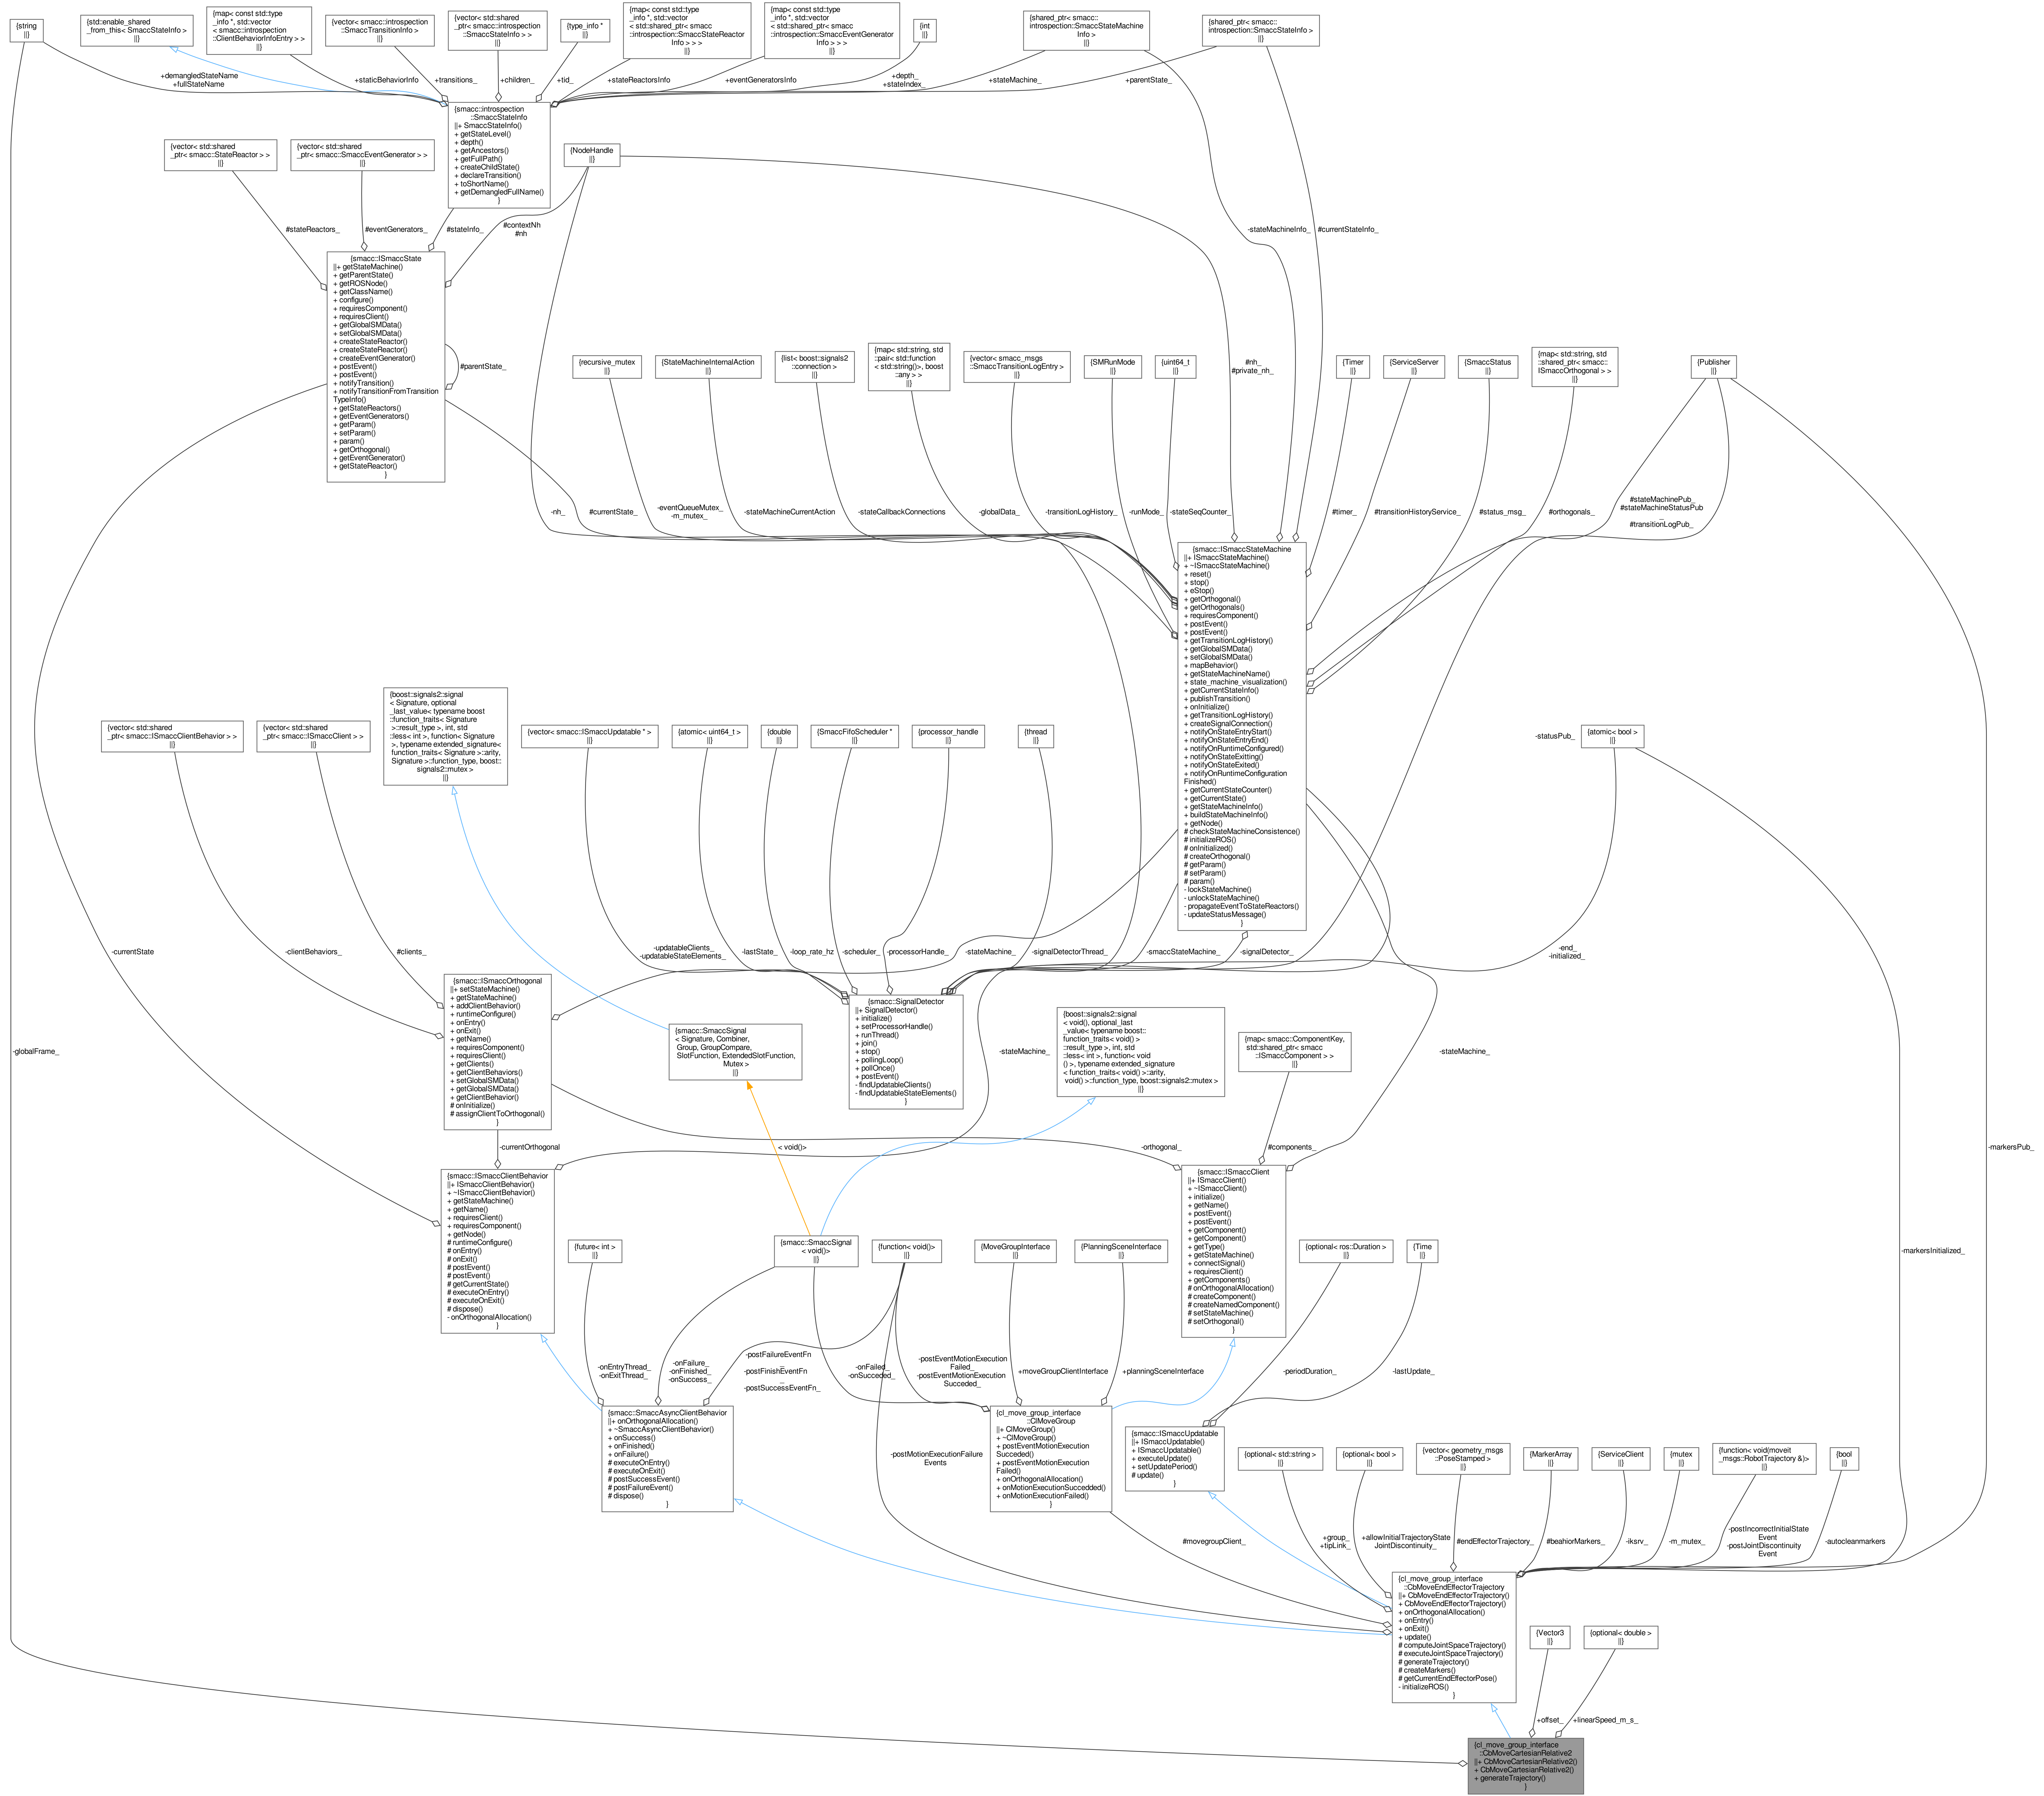 {string
||}
{std::enable_shared
_from_this< SmaccStateInfo >
||}
{map< const std::type
_info *, std::vector
< smacc::introspection
::ClientBehaviorInfoEntry > >
||}
{vector< smacc::introspection
::SmaccTransitionInfo >
||}
{vector< std::shared
_ptr< smacc::introspection
::SmaccStateInfo > >
||}
{type_info *
||}
{map< const std::type
_info *, std::vector
< std::shared_ptr< smacc
::introspection::SmaccStateReactor
Info > > >
||}
{map< const std::type
_info *, std::vector
< std::shared_ptr< smacc
::introspection::SmaccEventGenerator
Info > > >
||}
{int
||}
{shared_ptr< smacc::
introspection::SmaccStateMachine
Info >
||}
{shared_ptr< smacc::
introspection::SmaccStateInfo >
||}
+demangledStateName
+fullStateName
+staticBehaviorInfo
+transitions_
+children_
+tid_
+stateReactorsInfo
+eventGeneratorsInfo
+depth_
+stateIndex_
+stateMachine_
+parentState_
{smacc::introspection
::SmaccStateInfo
||+ SmaccStateInfo()
+ getStateLevel()
+ depth()
+ getAncestors()
+ getFullPath()
+ createChildState()
+ declareTransition()
+ toShortName()
+ getDemangledFullName()
}
{vector< std::shared
_ptr< smacc::StateReactor > >
||}
{vector< std::shared
_ptr< smacc::SmaccEventGenerator > >
||}
{NodeHandle
||}
#stateReactors_
#eventGenerators_
#stateInfo_
#contextNh
#nh
-stateMachineInfo_
#currentStateInfo_
{smacc::ISmaccState
||+ getStateMachine()
+ getParentState()
+ getROSNode()
+ getClassName()
+ configure()
+ requiresComponent()
+ requiresClient()
+ getGlobalSMData()
+ setGlobalSMData()
+ createStateReactor()
+ createStateReactor()
+ createEventGenerator()
+ postEvent()
+ postEvent()
+ notifyTransition()
+ notifyTransitionFromTransition
TypeInfo()
+ getStateReactors()
+ getEventGenerators()
+ getParam()
+ setParam()
+ param()
+ getOrthogonal()
+ getEventGenerator()
+ getStateReactor()
}
#parentState_
{recursive_mutex
||}
{StateMachineInternalAction
||}
{list< boost::signals2
::connection >
||}
{map< std::string, std
::pair< std::function
< std::string()>, boost
::any > >
||}
{vector< smacc_msgs
::SmaccTransitionLogEntry >
||}
{SMRunMode
||}
{uint64_t
||}
#nh_
#private_nh_
{Timer
||}
{ServiceServer
||}
{SmaccStatus
||}
{map< std::string, std
::shared_ptr< smacc::
ISmaccOrthogonal > >
||}
{Publisher
||}
-nh_
#currentState_
-eventQueueMutex_
-m_mutex_
-stateMachineCurrentAction
-stateCallbackConnections
-globalData_
-transitionLogHistory_
-runMode_
-stateSeqCounter_
#timer_
#transitionHistoryService_
#status_msg_
#orthogonals_
#stateMachinePub_
#stateMachineStatusPub
_
#transitionLogPub_
{smacc::ISmaccStateMachine
||+ ISmaccStateMachine()
+ ~ISmaccStateMachine()
+ reset()
+ stop()
+ eStop()
+ getOrthogonal()
+ getOrthogonals()
+ requiresComponent()
+ postEvent()
+ postEvent()
+ getTransitionLogHistory()
+ getGlobalSMData()
+ setGlobalSMData()
+ mapBehavior()
+ getStateMachineName()
+ state_machine_visualization()
+ getCurrentStateInfo()
+ publishTransition()
+ onInitialize()
+ getTransitionLogHistory()
+ createSignalConnection()
+ notifyOnStateEntryStart()
+ notifyOnStateEntryEnd()
+ notifyOnRuntimeConfigured()
+ notifyOnStateExitting()
+ notifyOnStateExited()
+ notifyOnRuntimeConfiguration
Finished()
+ getCurrentStateCounter()
+ getCurrentState()
+ getStateMachineInfo()
+ buildStateMachineInfo()
+ getNode()
# checkStateMachineConsistence()
# initializeROS()
# onInitialized()
# createOrthogonal()
# getParam()
# setParam()
# param()
- lockStateMachine()
- unlockStateMachine()
- propagateEventToStateReactors()
- updateStatusMessage()
}
{vector< std::shared
_ptr< smacc::ISmaccClientBehavior > >
||}
{vector< std::shared
_ptr< smacc::ISmaccClient > >
||}
{boost::signals2::signal
< Signature, optional
_last_value< typename boost
::function_traits< Signature
>::result_type >, int, std
::less< int >, function< Signature
>, typename extended_signature<
function_traits< Signature >::arity,
Signature >::function_type, boost::
signals2::mutex >
||}
{vector< smacc::ISmaccUpdatable * >
||}
{atomic< uint64_t >
||}
{double
||}
{SmaccFifoScheduler *
||}
{processor_handle
||}
{thread
||}
-statusPub_
{atomic< bool >
||}
-currentState
-clientBehaviors_
#clients_
-updatableClients_
-updatableStateElements_
-lastState_
-loop_rate_hz
-scheduler_
-processorHandle_
-stateMachine_
-signalDetectorThread_
-smaccStateMachine_
-signalDetector_
-end_
-initialized_
{smacc::ISmaccOrthogonal
||+ setStateMachine()
+ getStateMachine()
+ addClientBehavior()
+ runtimeConfigure()
+ onEntry()
+ onExit()
+ getName()
+ requiresComponent()
+ requiresClient()
+ getClients()
+ getClientBehaviors()
+ setGlobalSMData()
+ getGlobalSMData()
+ getClientBehavior()
# onInitialize()
# assignClientToOrthogonal()
}
{smacc::SmaccSignal
< Signature, Combiner,
Group, GroupCompare,
SlotFunction, ExtendedSlotFunction,
Mutex >
||}
{smacc::SignalDetector
||+ SignalDetector()
+ initialize()
+ setProcessorHandle()
+ runThread()
+ join()
+ stop()
+ pollingLoop()
+ pollOnce()
+ postEvent()
- findUpdatableClients()
- findUpdatableStateElements()
}
{boost::signals2::signal
< void(), optional_last
_value< typename boost::
function_traits< void() >
::result_type >, int, std
::less< int >, function< void
() >, typename extended_signature
< function_traits< void() >::arity,
void() >::function_type, boost::signals2::mutex >
||}
{map< smacc::ComponentKey,
std::shared_ptr< smacc
::ISmaccComponent > >
||}
-globalFrame_
-stateMachine_
-stateMachine_
-currentOrthogonal
< void()>
-orthogonal_
#components_
-markersPub_
{smacc::ISmaccClientBehavior
||+ ISmaccClientBehavior()
+ ~ISmaccClientBehavior()
+ getStateMachine()
+ getName()
+ requiresClient()
+ requiresComponent()
+ getNode()
# runtimeConfigure()
# onEntry()
# onExit()
# postEvent()
# postEvent()
# getCurrentState()
# executeOnEntry()
# executeOnExit()
# dispose()
- onOrthogonalAllocation()
}
{smacc::ISmaccClient
||+ ISmaccClient()
+ ~ISmaccClient()
+ initialize()
+ getName()
+ postEvent()
+ postEvent()
+ getComponent()
+ getComponent()
+ getType()
+ getStateMachine()
+ connectSignal()
+ requiresClient()
+ getComponents()
# onOrthogonalAllocation()
# createComponent()
# createNamedComponent()
# setStateMachine()
# setOrthogonal()
}
{future< int >
||}
{smacc::SmaccSignal
< void()>
||}
{function< void()>
||}
{MoveGroupInterface
||}
{PlanningSceneInterface
||}
{optional< ros::Duration >
||}
{Time
||}
-markersInitialized_
-onEntryThread_
-onExitThread_
-onFailure_
-onFinished_
-onSuccess_
-postFailureEventFn
_
-postFinishEventFn
_
-postSuccessEventFn_
-onFailed_
-onSucceded_
-postEventMotionExecution
Failed_
-postEventMotionExecution
Succeded_
+moveGroupClientInterface
+planningSceneInterface
-periodDuration_
-lastUpdate_
{smacc::SmaccAsyncClientBehavior
||+ onOrthogonalAllocation()
+ ~SmaccAsyncClientBehavior()
+ onSuccess()
+ onFinished()
+ onFailure()
# executeOnEntry()
# executeOnExit()
# postSuccessEvent()
# postFailureEvent()
# dispose()
}
-postMotionExecutionFailure
Events
{cl_move_group_interface
::ClMoveGroup
||+ ClMoveGroup()
+ ~ClMoveGroup()
+ postEventMotionExecution
Succeded()
+ postEventMotionExecution
Failed()
+ onOrthogonalAllocation()
+ onMotionExecutionSuccedded()
+ onMotionExecutionFailed()
}
{smacc::ISmaccUpdatable
||+ ISmaccUpdatable()
+ ISmaccUpdatable()
+ executeUpdate()
+ setUpdatePeriod()
# update()
}
{optional< std::string >
||}
{optional< bool >
||}
{vector< geometry_msgs
::PoseStamped >
||}
{MarkerArray
||}
{ServiceClient
||}
{mutex
||}
{function< void(moveit
_msgs::RobotTrajectory &)>
||}
{bool
||}
#movegroupClient_
+group_
+tipLink_
+allowInitialTrajectoryState
JointDiscontinuity_
#endEffectorTrajectory_
#beahiorMarkers_
-iksrv_
-m_mutex_
-postIncorrectInitialState
Event
-postJointDiscontinuity
Event
-autocleanmarkers
{cl_move_group_interface
::CbMoveEndEffectorTrajectory
||+ CbMoveEndEffectorTrajectory()
+ CbMoveEndEffectorTrajectory()
+ onOrthogonalAllocation()
+ onEntry()
+ onExit()
+ update()
# computeJointSpaceTrajectory()
# executeJointSpaceTrajectory()
# generateTrajectory()
# createMarkers()
# getCurrentEndEffectorPose()
- initializeROS()
}
{Vector3
||}
{optional< double >
||}
+offset_
+linearSpeed_m_s_
{cl_move_group_interface
::CbMoveCartesianRelative2
||+ CbMoveCartesianRelative2()
+ CbMoveCartesianRelative2()
+ generateTrajectory()
}